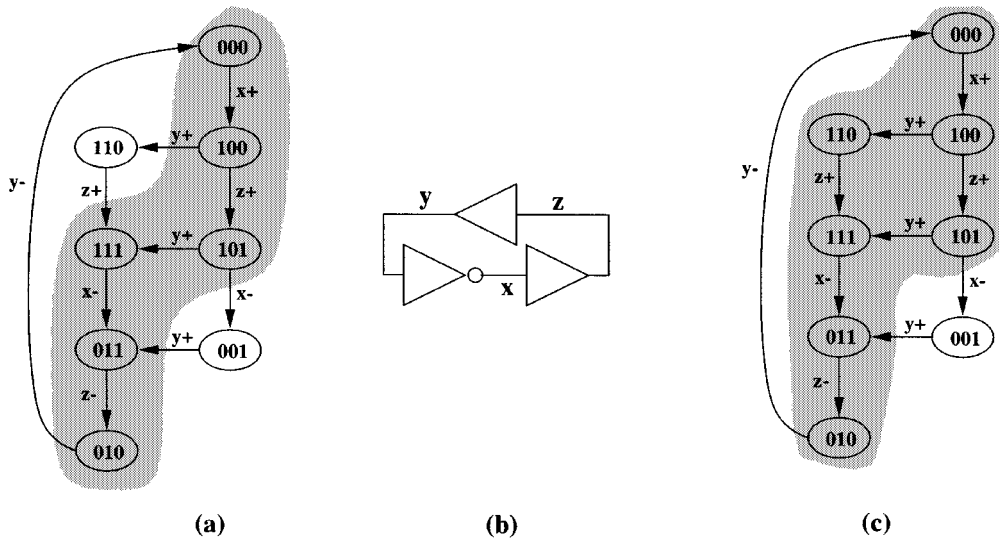 000
x+
110
y+
100
y-
z+
z+
111
y+
101
x-
x-
011
y+
001
z-
010
(a)
y
z
x
(b)
000
x+
110
y+
100
y-
z+
z+
111
y+
101
x-
x-
011
y+
001
z-
010
(c)